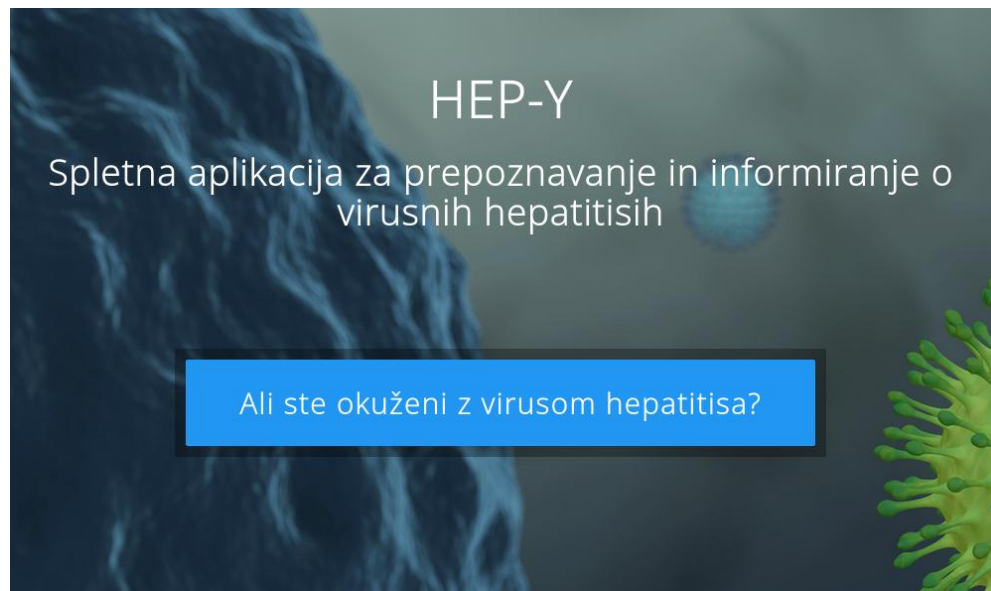 HEP-Y
Spletna aplikacija za prepoznavanje in informiranje o
virusnih hepatitisih
Ali ste okuženi z virusom hepatitisa?